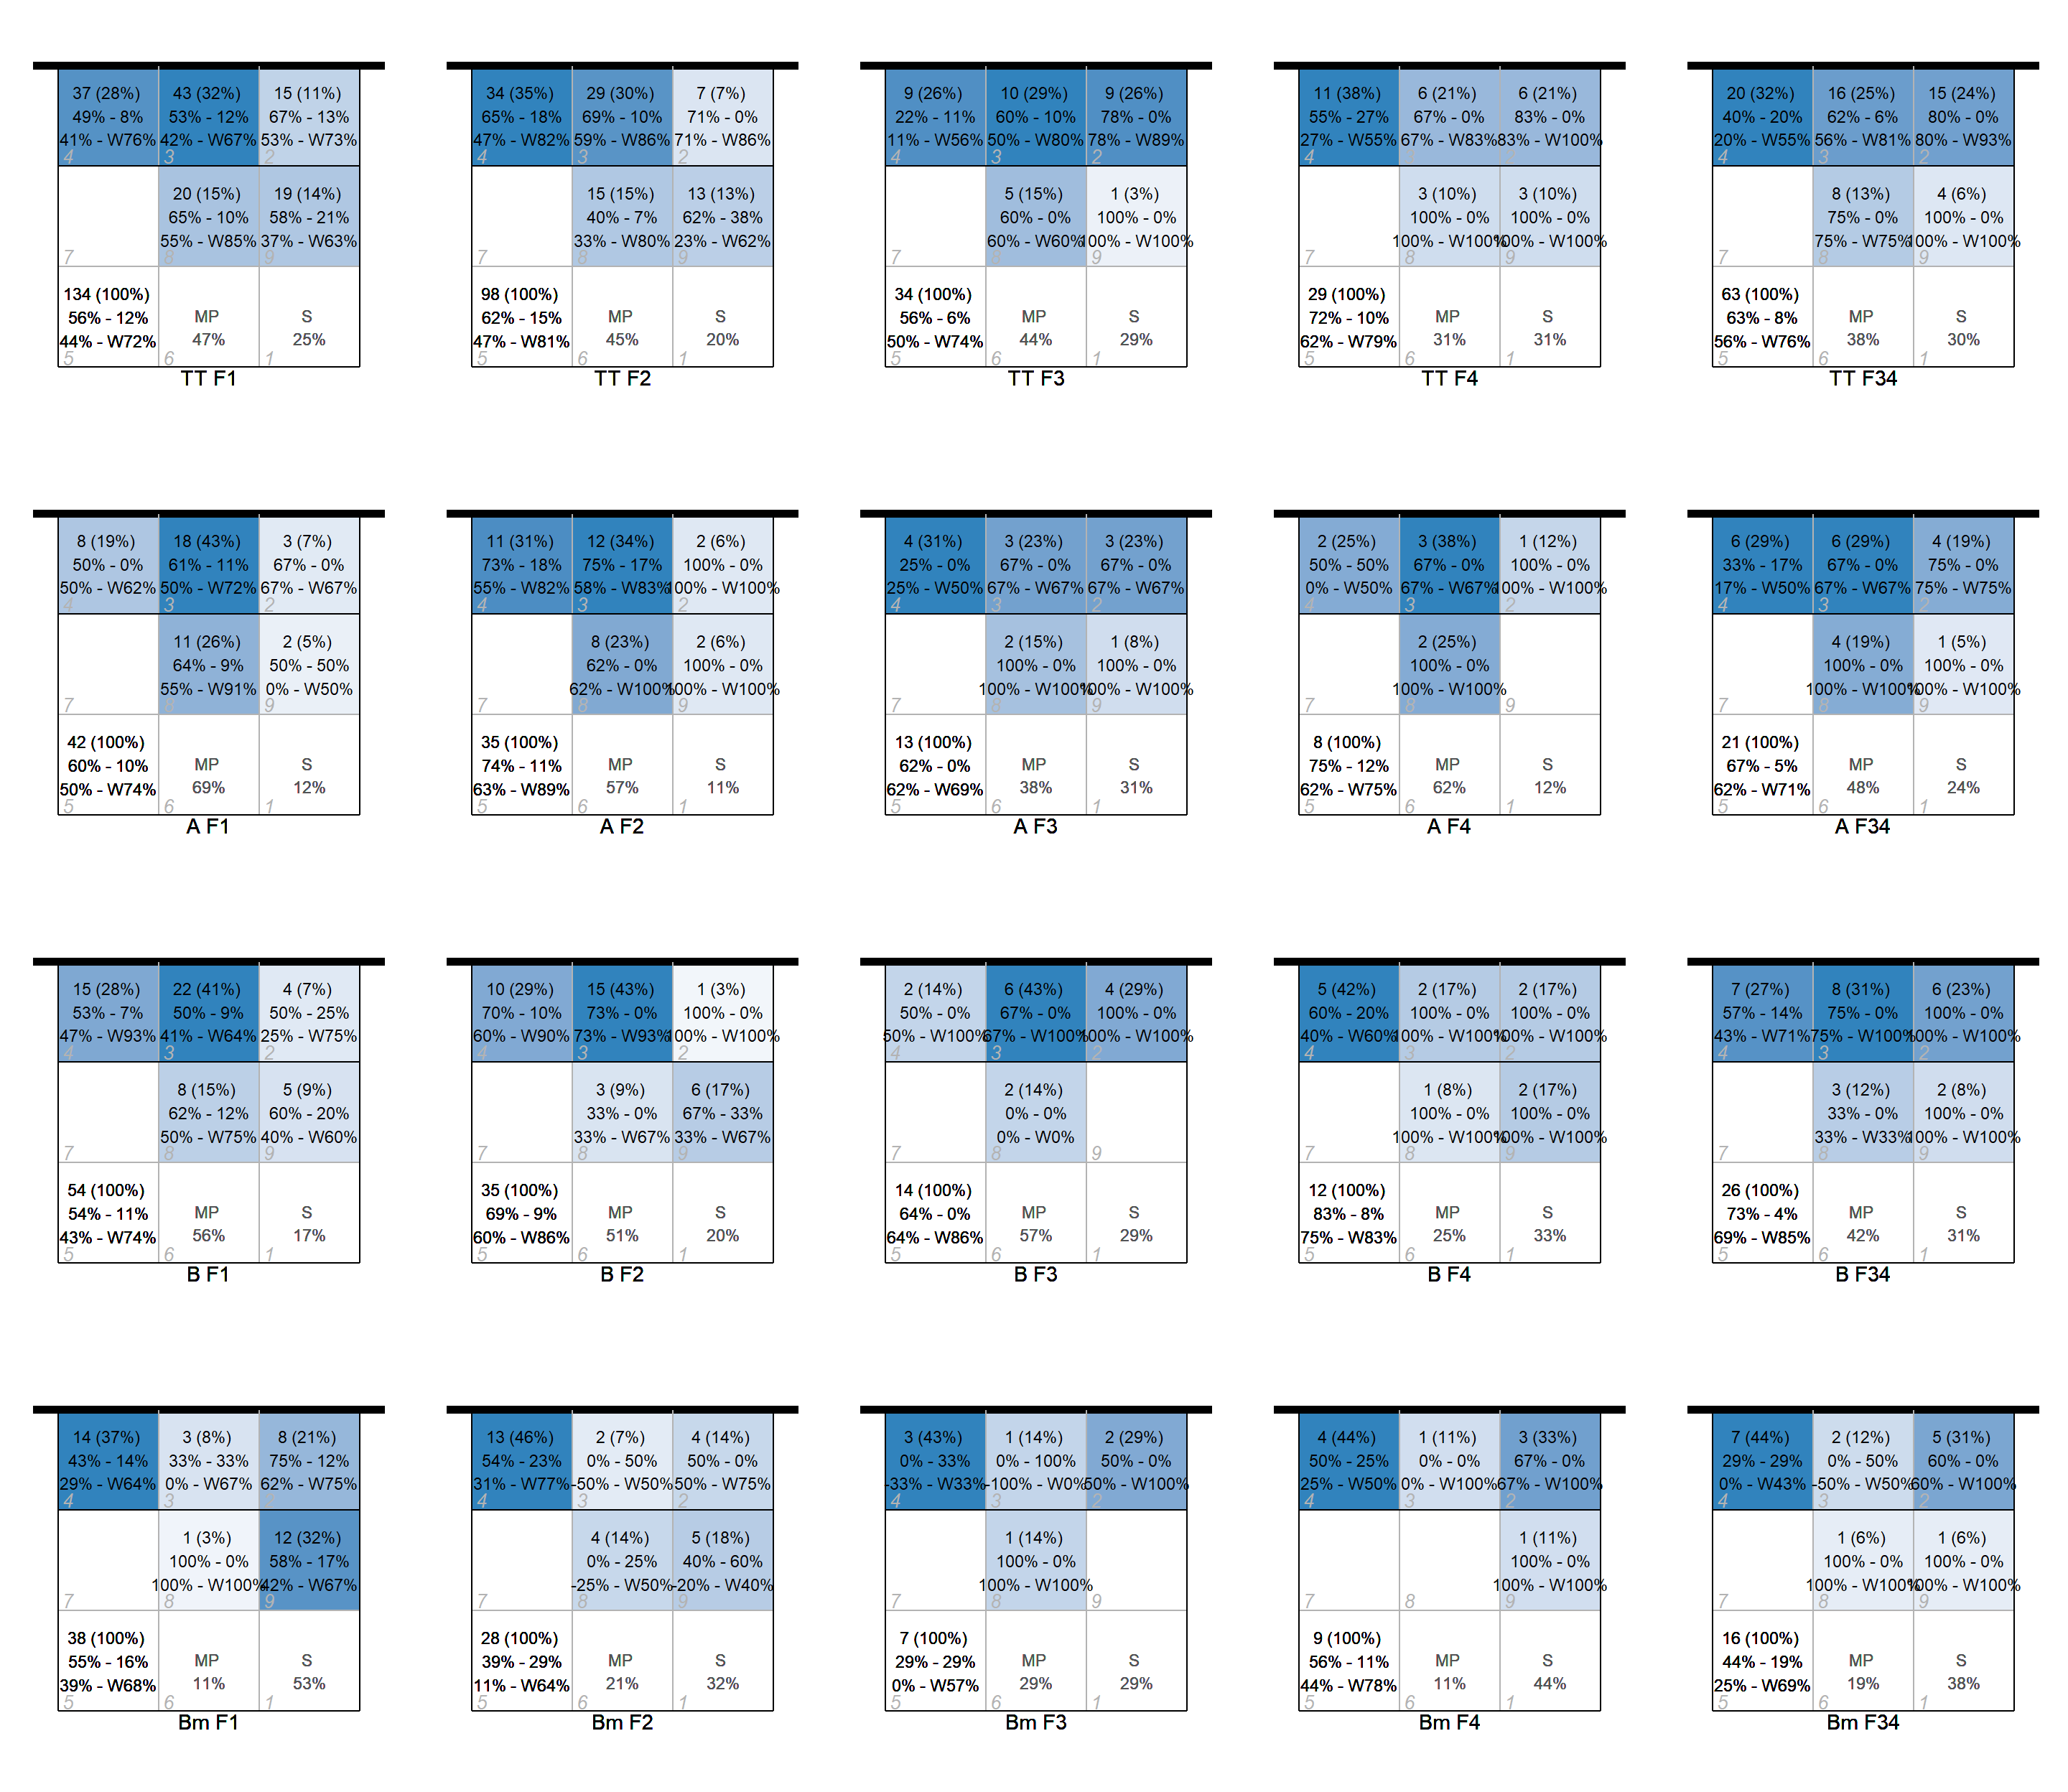 37 (28%)
49% - 8%
41% - W76%
4
43 (32%)
53% - 12%
42% - W67%
3
15 (11%)
67% - 13%
53% - W73%
2
7
20 (15%)
65% - 10%
55% - W85%
8
19 (14%)
58% - 21%
37% - W63%
9
134 (100%)
56% - 12%
44% - W72%
5
MP
47%
6
S
25%
1
TT F1
34 (35%)
65% - 18%
47% - W82%
4
29 (30%)
69% - 10%
59% - W86%
3
7 (7%)
71% - 0%
71% - W86%
2
7
15 (15%)
40% - 7%
33% - W80%
8
13 (13%)
62% - 38%
23% - W62%
9
98 (100%)
62% - 15%
47% - W81%
5
MP
45%
6
S
20%
1
TT F2
9 (26%)
22% - 11%
11% - W56%
4
10 (29%)
60% - 10%
50% - W80%
3
9 (26%)
78% - 0%
78% - W89%
2
7
5 (15%)
60% - 0%
60% - W60%
8
1 (3%)
100% - 0%
100% - W100%
9
34 (100%)
56% - 6%
50% - W74%
5
MP
44%
6
S
29%
1
TT F3
11 (38%)
55% - 27%
27% - W55%
4
6 (21%)
67% - 0%
67% - W83%
3
6 (21%)
83% - 0%
83% - W100%
2
7
3 (10%)
100% - 0%
100% - W100%
8
3 (10%)
100% - 0%
100% - W100%
9
29 (100%)
72% - 10%
62% - W79%
5
MP
31%
6
S
31%
1
TT F4
20 (32%)
40% - 20%
20% - W55%
4
16 (25%)
62% - 6%
56% - W81%
3
15 (24%)
80% - 0%
80% - W93%
2
7
8 (13%)
75% - 0%
75% - W75%
8
4 (6%)
100% - 0%
100% - W100%
9
63 (100%)
63% - 8%
56% - W76%
5
MP
38%
6
S
30%
1
TT F34
8 (19%)
50% - 0%
50% - W62%
4
18 (43%)
61% - 11%
50% - W72%
3
3 (7%)
67% - 0%
67% - W67%
2
7
11 (26%)
64% - 9%
55% - W91%
8
2 (5%)
50% - 50%
0% - W50%
9
42 (100%)
60% - 10%
50% - W74%
5
MP
69%
6
S
12%
1
A F1
11 (31%)
73% - 18%
55% - W82%
4
12 (34%)
75% - 17%
58% - W83%
3
2 (6%)
100% - 0%
100% - W100%
2
7
8 (23%)
62% - 0%
62% - W100%
8
2 (6%)
100% - 0%
100% - W100%
9
35 (100%)
74% - 11%
63% - W89%
5
MP
57%
6
S
11%
1
A F2
4 (31%)
25% - 0%
25% - W50%
4
3 (23%)
67% - 0%
67% - W67%
3
3 (23%)
67% - 0%
67% - W67%
2
7
2 (15%)
100% - 0%
100% - W100%
8
1 (8%)
100% - 0%
100% - W100%
9
13 (100%)
62% - 0%
62% - W69%
5
MP
38%
6
S
31%
1
A F3
2 (25%)
50% - 50%
0% - W50%
4
3 (38%)
67% - 0%
67% - W67%
3
1 (12%)
100% - 0%
100% - W100%
2
7
2 (25%)
100% - 0%
100% - W100%
8
9
8 (100%)
75% - 12%
62% - W75%
5
MP
62%
6
S
12%
1
A F4
6 (29%)
33% - 17%
17% - W50%
4
6 (29%)
67% - 0%
67% - W67%
3
4 (19%)
75% - 0%
75% - W75%
2
7
4 (19%)
100% - 0%
100% - W100%
8
1 (5%)
100% - 0%
100% - W100%
9
21 (100%)
67% - 5%
62% - W71%
5
MP
48%
6
S
24%
1
A F34
15 (28%)
53% - 7%
47% - W93%
4
22 (41%)
50% - 9%
41% - W64%
3
4 (7%)
50% - 25%
25% - W75%
2
7
8 (15%)
62% - 12%
50% - W75%
8
5 (9%)
60% - 20%
40% - W60%
9
54 (100%)
54% - 11%
43% - W74%
5
MP
56%
6
S
17%
1
B F1
10 (29%)
70% - 10%
60% - W90%
4
15 (43%)
73% - 0%
73% - W93%
3
1 (3%)
100% - 0%
100% - W100%
2
7
3 (9%)
33% - 0%
33% - W67%
8
6 (17%)
67% - 33%
33% - W67%
9
35 (100%)
69% - 9%
60% - W86%
5
MP
51%
6
S
20%
1
B F2
2 (14%)
50% - 0%
50% - W100%
4
6 (43%)
67% - 0%
67% - W100%
3
4 (29%)
100% - 0%
100% - W100%
2
7
2 (14%)
0% - 0%
0% - W0%
8
9
14 (100%)
64% - 0%
64% - W86%
5
MP
57%
6
S
29%
1
B F3
5 (42%)
60% - 20%
40% - W60%
4
2 (17%)
100% - 0%
100% - W100%
3
2 (17%)
100% - 0%
100% - W100%
2
7
1 (8%)
100% - 0%
100% - W100%
8
2 (17%)
100% - 0%
100% - W100%
9
12 (100%)
83% - 8%
75% - W83%
5
MP
25%
6
S
33%
1
B F4
7 (27%)
57% - 14%
43% - W71%
4
8 (31%)
75% - 0%
75% - W100%
3
6 (23%)
100% - 0%
100% - W100%
2
7
3 (12%)
33% - 0%
33% - W33%
8
2 (8%)
100% - 0%
100% - W100%
9
26 (100%)
73% - 4%
69% - W85%
5
MP
42%
6
S
31%
1
B F34
14 (37%)
43% - 14%
29% - W64%
4
3 (8%)
33% - 33%
0% - W67%
3
8 (21%)
75% - 12%
62% - W75%
2
7
1 (3%)
100% - 0%
100% - W100%
8
12 (32%)
58% - 17%
42% - W67%
9
38 (100%)
55% - 16%
39% - W68%
5
MP
11%
6
S
53%
1
Bm F1
13 (46%)
54% - 23%
31% - W77%
4
2 (7%)
0% - 50%
-50% - W50%
3
4 (14%)
50% - 0%
50% - W75%
2
7
4 (14%)
0% - 25%
-25% - W50%
8
5 (18%)
40% - 60%
-20% - W40%
9
28 (100%)
39% - 29%
11% - W64%
5
MP
21%
6
S
32%
1
Bm F2
3 (43%)
0% - 33%
-33% - W33%
4
1 (14%)
0% - 100%
-100% - W0%
3
2 (29%)
50% - 0%
50% - W100%
2
7
1 (14%)
100% - 0%
100% - W100%
8
9
7 (100%)
29% - 29%
0% - W57%
5
MP
29%
6
S
29%
1
Bm F3
4 (44%)
50% - 25%
25% - W50%
4
1 (11%)
0% - 0%
0% - W100%
3
3 (33%)
67% - 0%
67% - W100%
2
7
8
1 (11%)
100% - 0%
100% - W100%
9
9 (100%)
56% - 11%
44% - W78%
5
MP
11%
6
S
44%
1
Bm F4
7 (44%)
29% - 29%
0% - W43%
4
2 (12%)
0% - 50%
-50% - W50%
3
5 (31%)
60% - 0%
60% - W100%
2
7
1 (6%)
100% - 0%
100% - W100%
8
1 (6%)
100% - 0%
100% - W100%
9
16 (100%)
44% - 19%
25% - W69%
5
MP
19%
6
S
38%
1
Bm F34